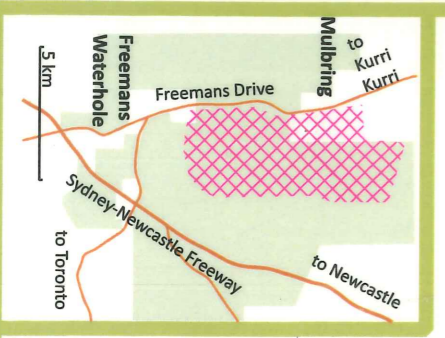 to
Kurri
Kurri
Mulbring
Freemans Drive
Freemans
Waterhole
5 km
Sydney-Newcastle Freeway
to Newcastle
to Toronto